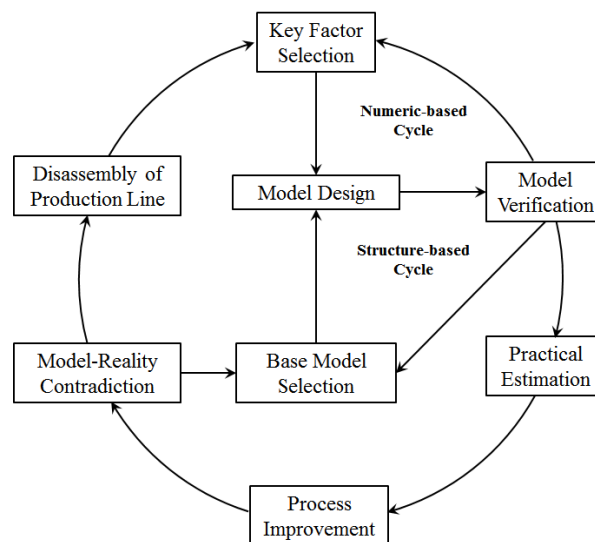 Key Factor
Selection
Numeric-based
Cycle
Disassembly of
Production Line
Model Design
Model
Verification
Structure-based
Cycle
Model-Reality
Contradiction
Base Model
Selection
Practical
Estimation
Process
Improvement